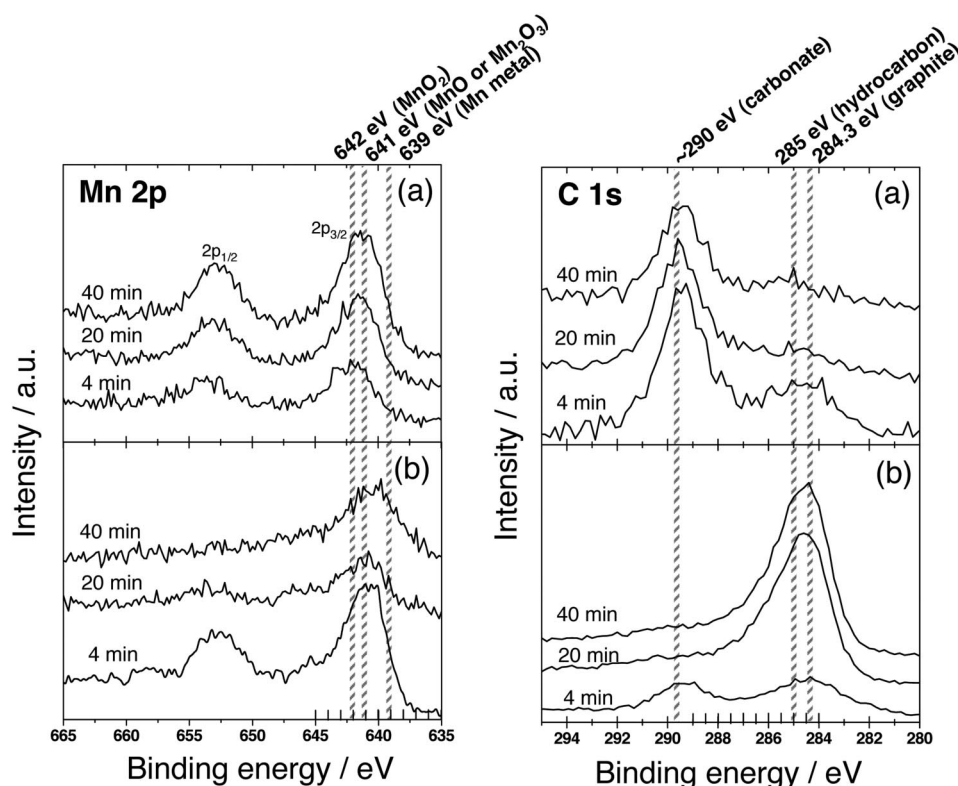 642 eV (MnO2)
641 eV (MnO or Mn2O3)
639 eV (Mn metal)
~290 eV (carbonate)
285 eV (hydrocarbon)
284.3 eV (graphite)
Mn 2p
(a)
2p1/2
2p3/2
40 min
20 min
4 min
(b)
40 min
20 min
4 min
Intensity / a.u.
Intensity / a.u.
665 660 655 650 645 640 635
Binding energy / eV
C 1s
(a)
40 min
20 min
4 min
(b)
40 min
20 min
4 min
Intensity / a.u.
Intensity / a.u.
294 292 290 288 286 284 282 280
Binding energy / eV